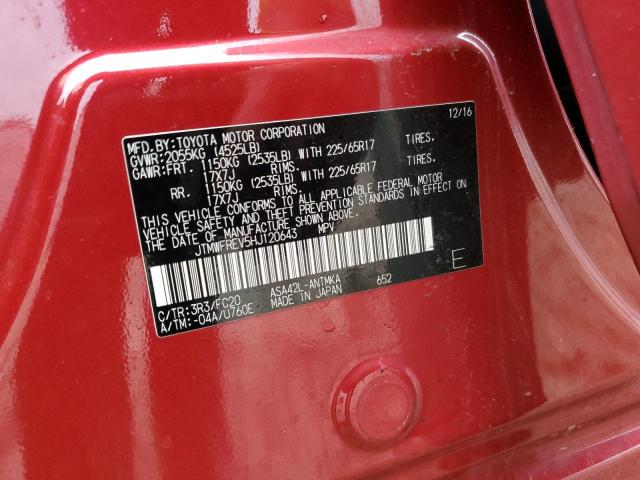 MFD.BY:TOYOTA MOTOR CORPORATION 12/16
GVWR:2055KG (4525LB)
GAWR:FRT. 1150KG (2535LB) WITH 225/65R17 TIRES.
17X7J RIMS.
RR. 1150KG (2535LB) WITH 225/65R17 TIRES.
17X7J RIMS.
THIS VEHICLE CONFORMS TO ALL APPLICABLE FEDERAL MOTOR
VEHICLE SAFETY AND THEFT PREVENTION STANDARDS IN EFFECT
ON THE DATE OF MANUFACTURE SHOWN ABOVE.
JTMWFREV5HJ120643 MPV
E
C/TR:3R3/FC20 ASA42L-ANTMKA 652
A/TM:-04A/U760E MADE IN JAPAN